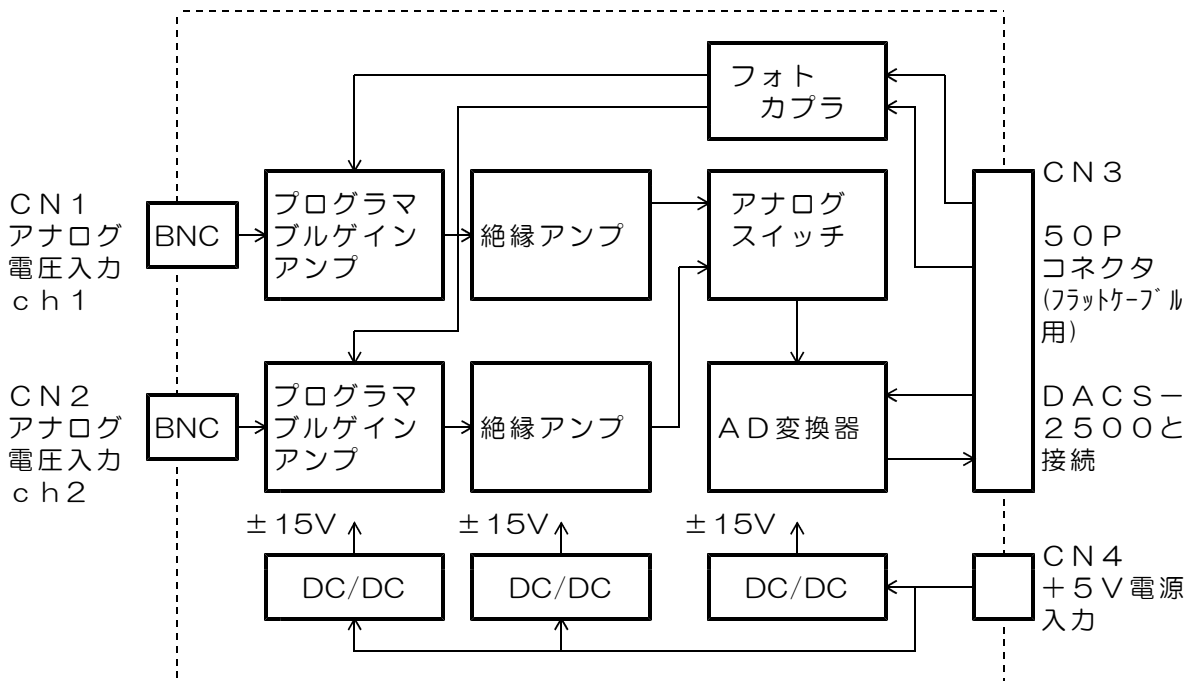 フォト
カプラ
CN1
アナログ
電圧入力
ch1
BNC
プログラマ
ブルゲイン
アンプ
絶縁アンプ
アナログ
スイッチ
CN3
50P
コネクタ
(フラットケーブル
用)
CN2
アナログ
電圧入力
ch2
BNC
プログラマ
ブルゲイン
アンプ
絶縁アンプ
AD変換器
DACS−
2500と
接続
±15V
±15V
±15V
DC/DC
DC/DC
DC/DC
CN4
+5V電源
入力